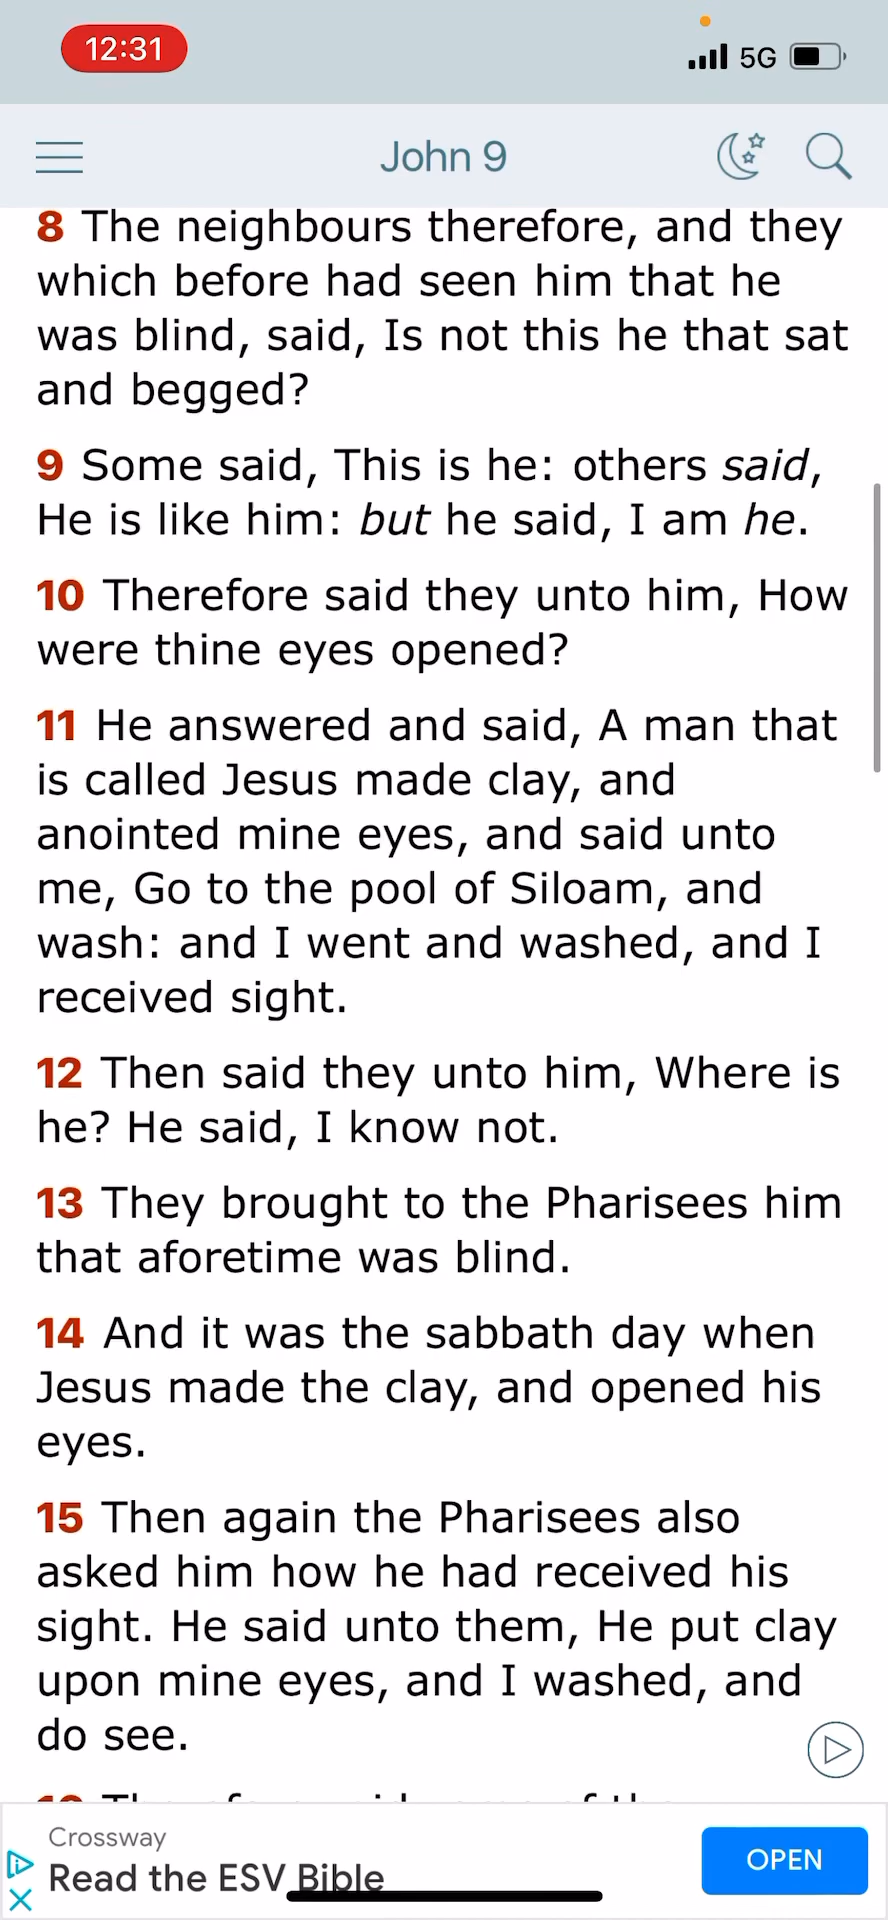 12:31
5G
John 9
8 The neighbours therefore, and they
which before had seen him that he
was blind, said, Is not this he that sat
and begged?
9 Some said, This is he: others said,
He is like him: but he said, I am he.
10 Therefore said they unto him, How
were thine eyes opened?
11 He answered and said, A man that
is called Jesus made clay, and
anointed mine eyes, and said unto
me, Go to the pool of Siloam, and
wash: and I went and washed, and I
received sight.
12 Then said they unto him, Where is
he? He said, I know not.
13 They brought to the Pharisees him
that aforetime was blind.
14 And it was the sabbath day when
Jesus made the clay, and opened his
eyes.
15 Then again the Pharisees also
asked him how he had received his
sight. He said unto them, He put clay
upon mine eyes, and I washed, and
do see.
Crossway
Read the ESV Bible
OPEN